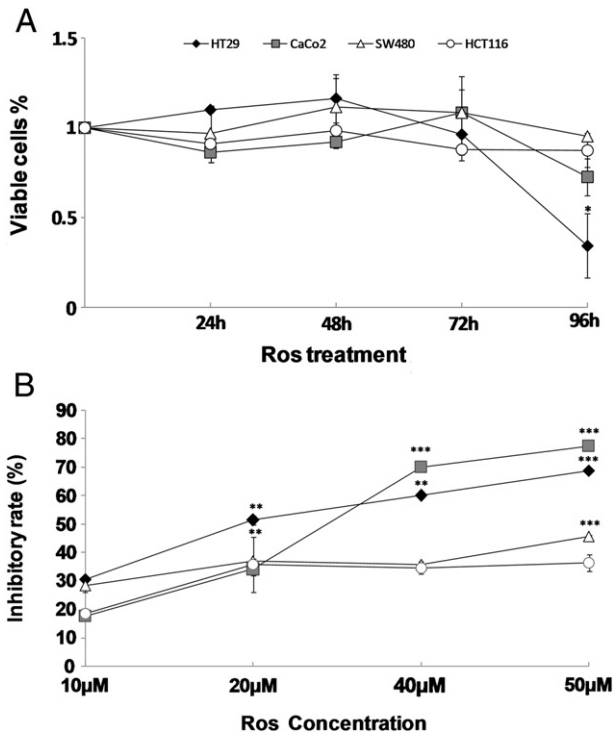 A
HT29 CaCo2 SW480 HCT116
Viable cells %
1.5
1
0.5
0
*
24h 48h 72h 96h
Ros treatment
B
Inhibitory rate (%)
90
80
70
60
50
40
30
20
10
0
**
**
***
**
***
***
***
10µM 20µM 40µM 50µM
Ros Concentration